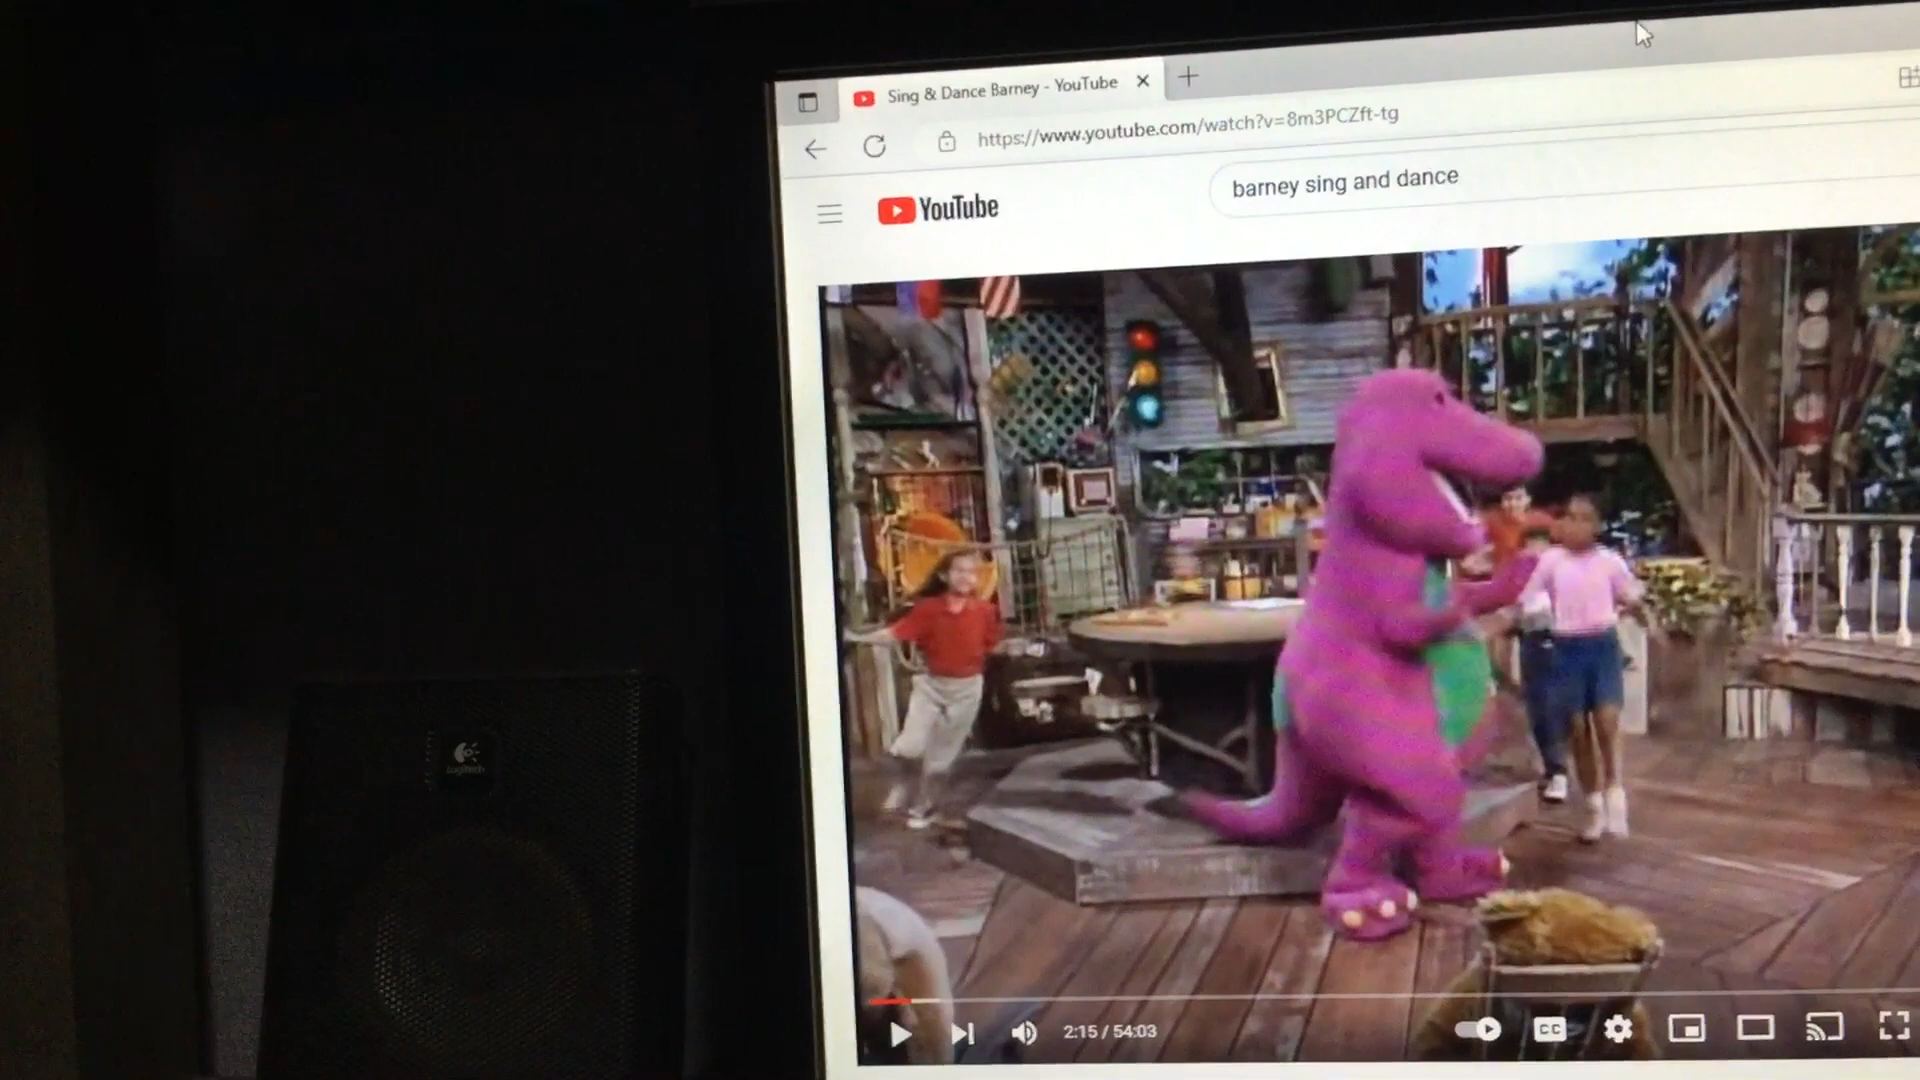 Sing & Dance Barney - YouTube
https://www.youtube.com/watch?v=8m3PCZft-tg
YouTube
barney sing and dance
Logitech
2:15 / 54:03
CC